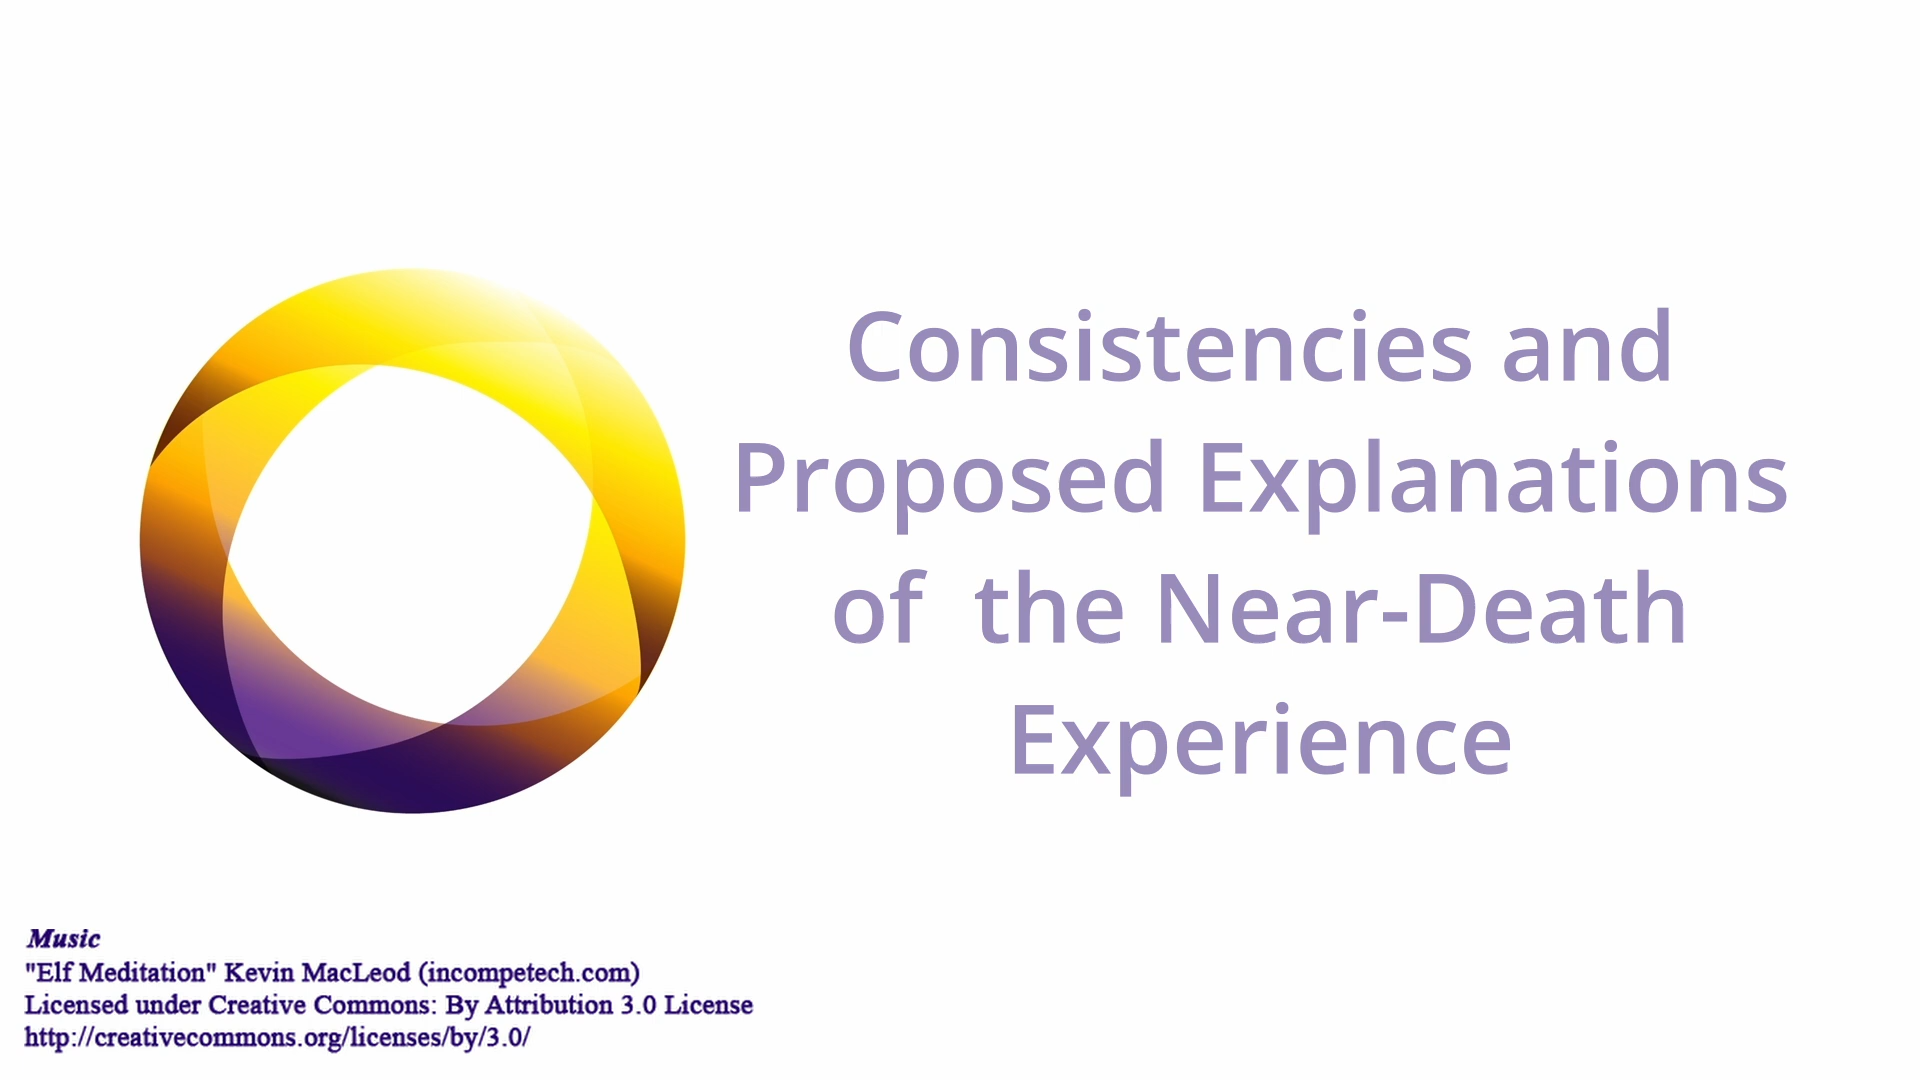 Consistencies and
Proposed Explanations
of  the Near-Death
Experience
Music
"Elf Meditation" Kevin MacLeod (incompetech.com)
Licensed under Creative Commons: By Attribution 3.0 License
http://creativecommons.org/licenses/by/3.0/